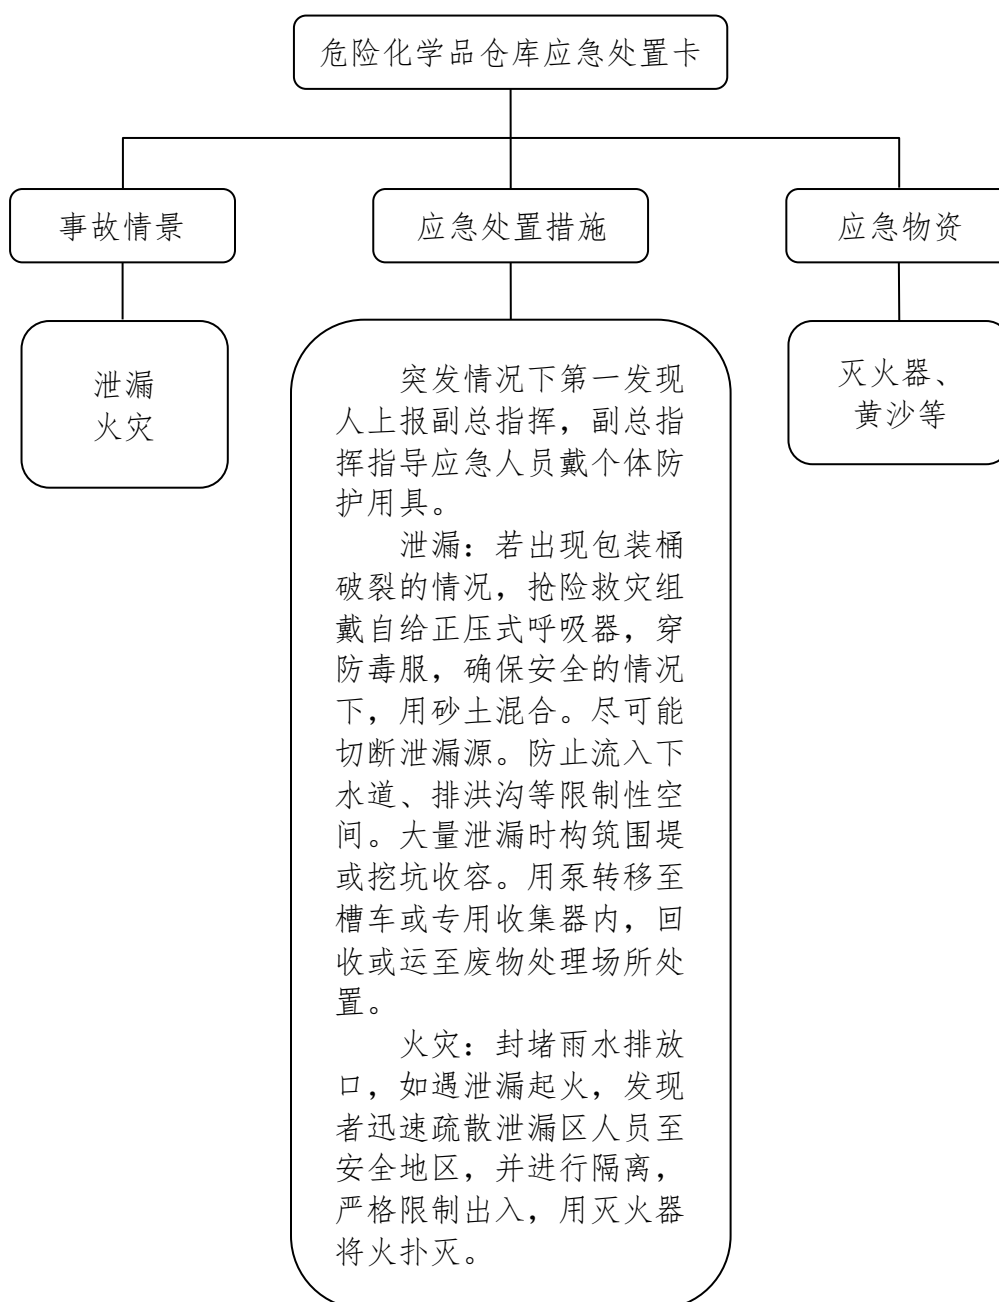 危险化学品仓库应急处置卡
事故情景
应急处置措施
应急物资
泄漏
火灾
突发情况下第一发现
人上报副总指挥，副总指
挥指导应急人员戴个体防
护用具。
泄漏：若出现包装桶
破裂的情况，抢险救灾组
戴自给正压式呼吸器，穿
防毒服，确保安全的情况
下，用砂土混合。尽可能
切断泄漏源。防止流入下
水道、排洪沟等限制性空
间。大量泄漏时构筑围堤
或挖坑收容。用泵转移至
槽车或专用收集器内，回
收或运至废物处理场所处
置。
火灾：封堵雨水排放
口，如遇泄漏起火，发现
者迅速疏散泄漏区人员至
安全地区，并进行隔离，
严格限制出入，用灭火器
将火扑灭。
灭火器、
黄沙等